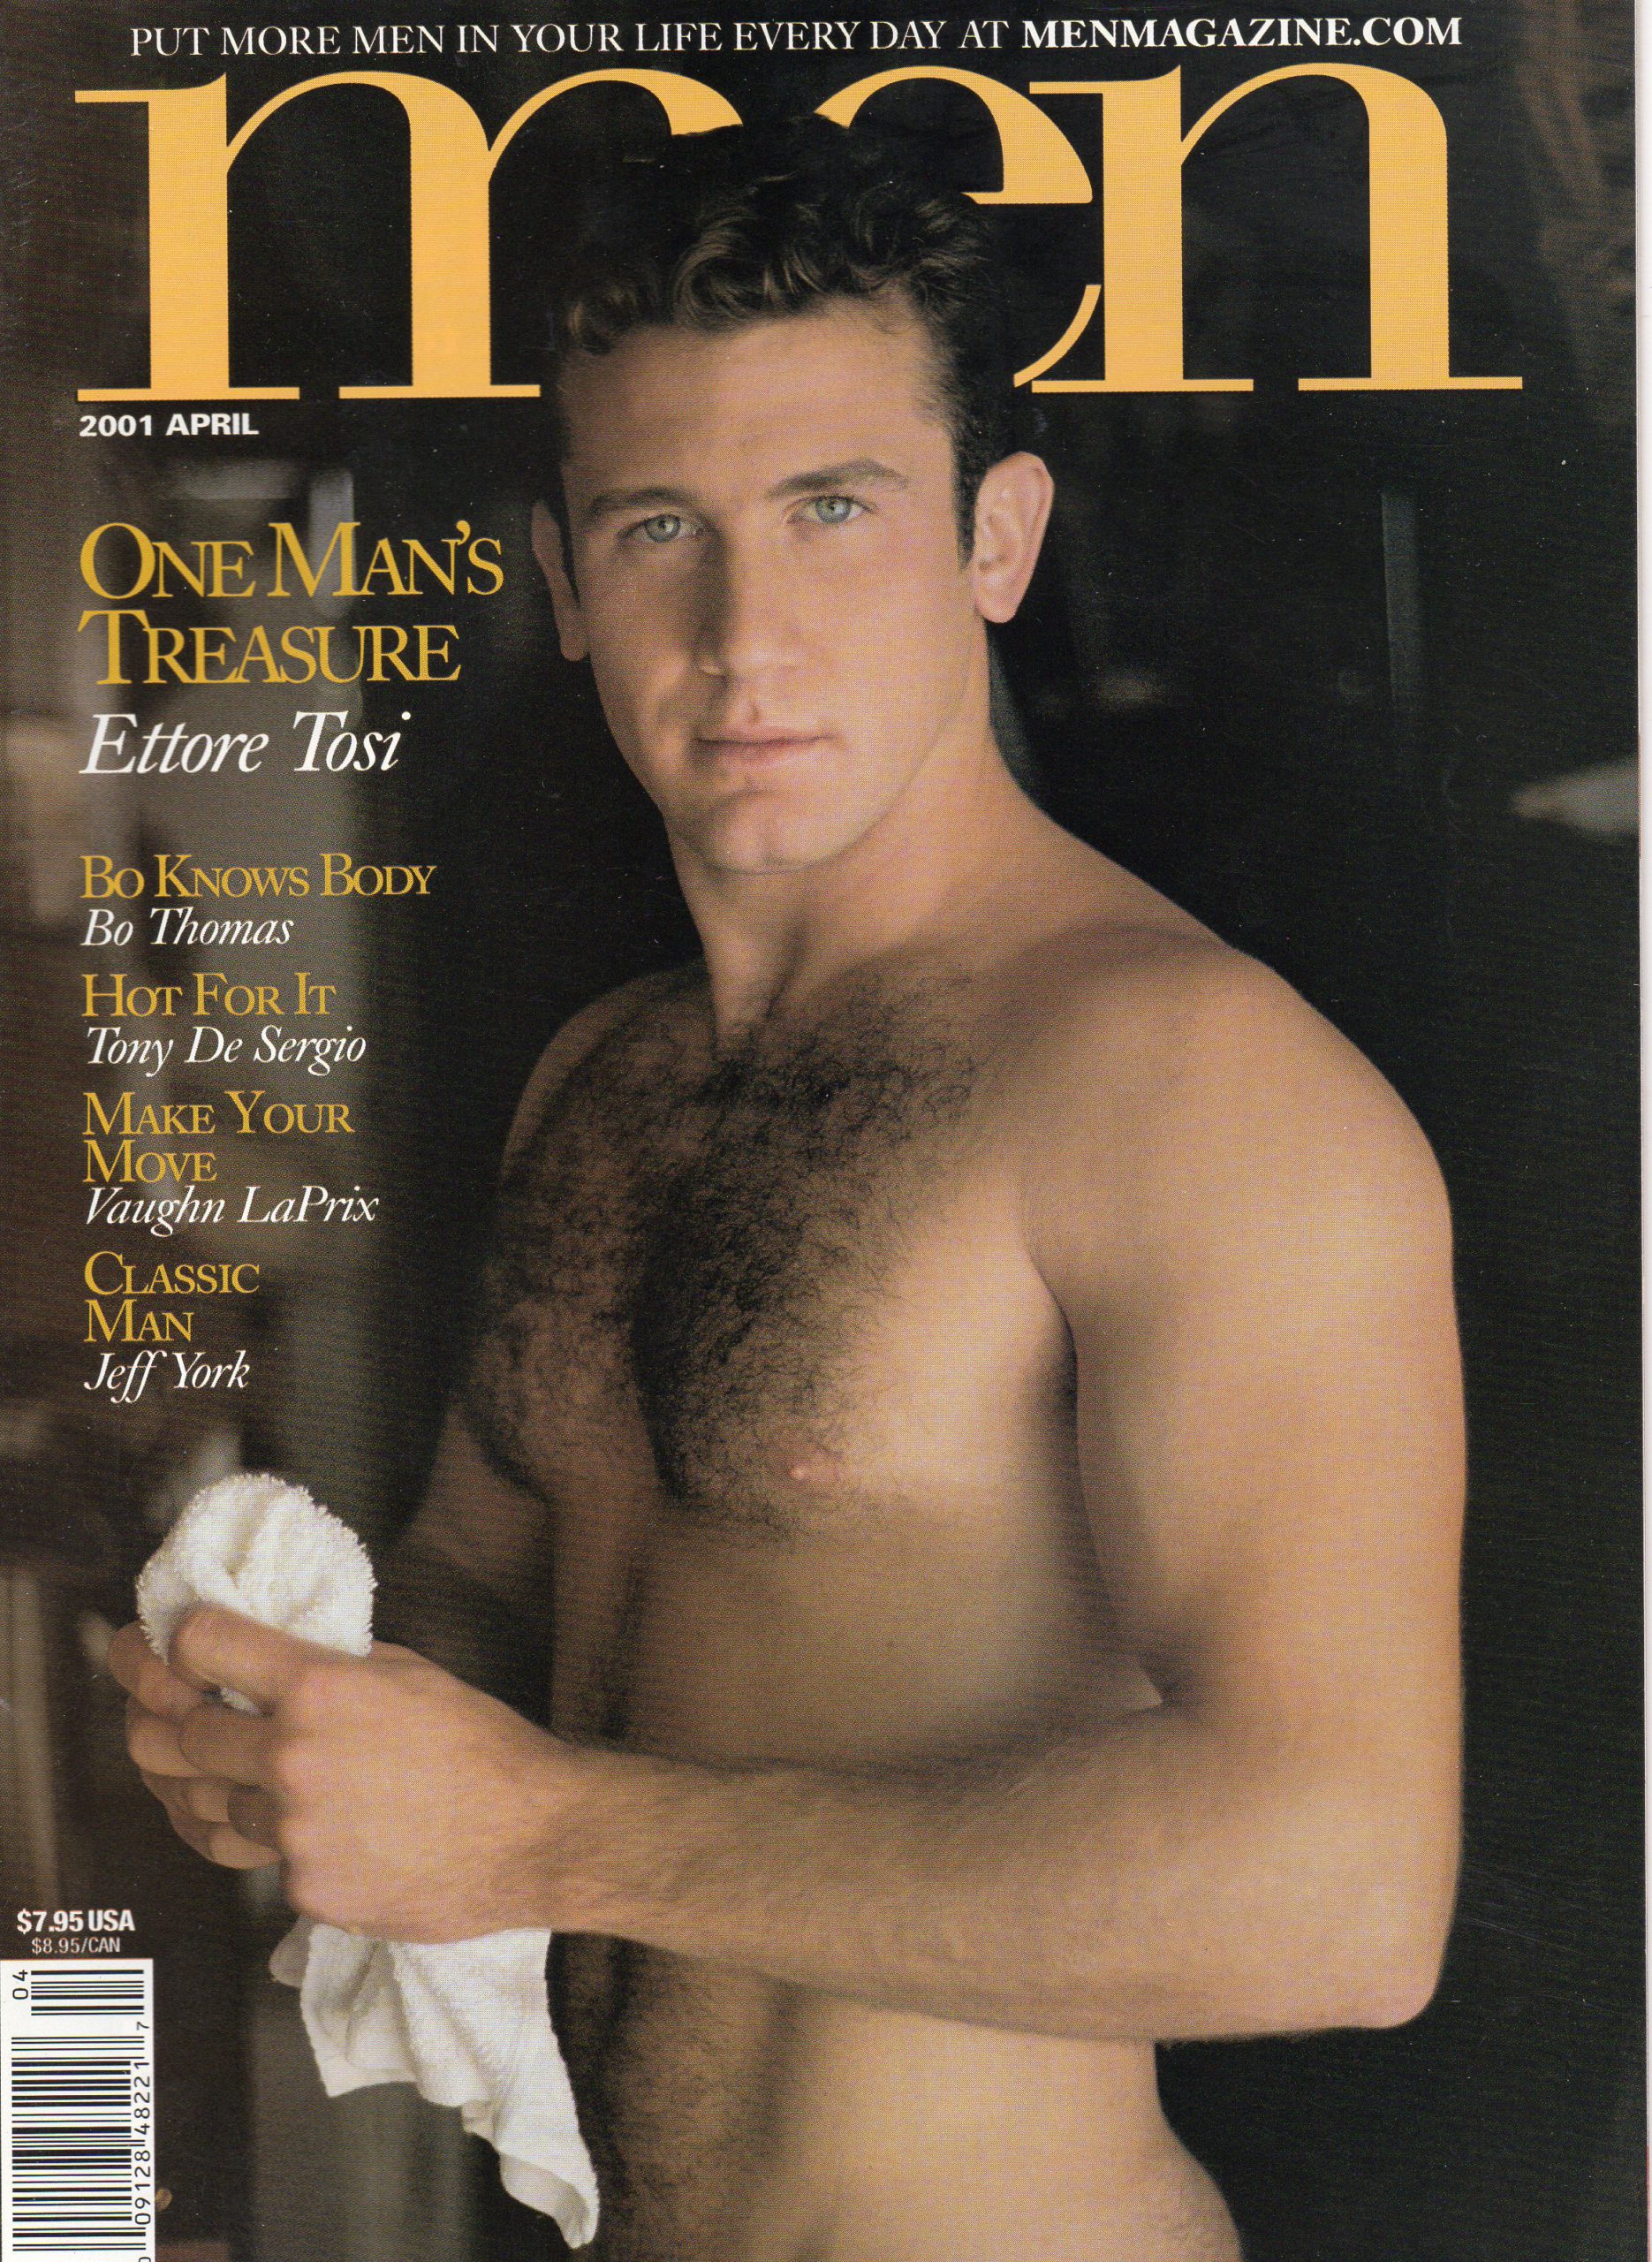 PUT MORE MEN IN YOUR LIFE EVERY DAY AT MENMAGAZINE.COM
men
2001 APRIL
ONE MAN'S
TREASURE
Ettore Tosi
BO KNOWS BODY
Bo Thomas
HOT FOR IT
Tony De Sergio
MAKE YOUR
MOVE
Vaughn LaPrix
CLASSIC
MAN
Jeff York
$7.95 USA
$8.95/CAN
04
09128 48221 7